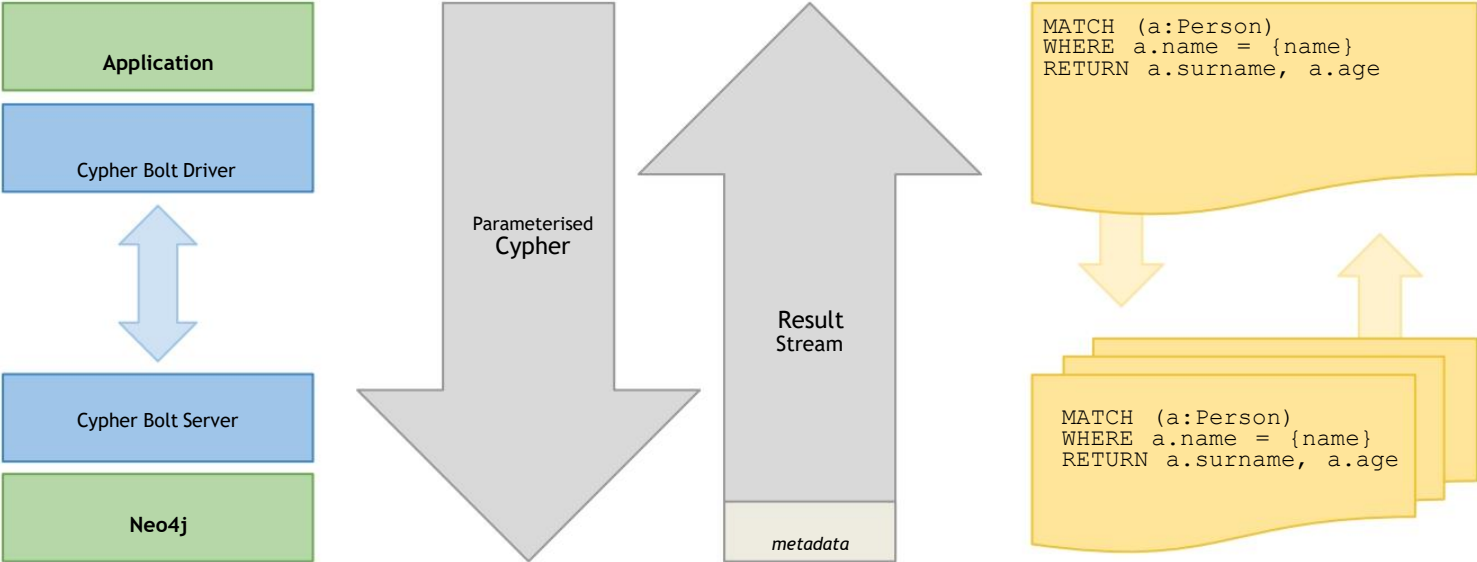 Application
Cypher Bolt Driver
Cypher Bolt Server
Neo4j
Parameterised
Cypher
Result
Stream
metadata
MATCH (a:Person)
WHERE a.name = {name}
RETURN a.surname, a.age
MATCH (a:Person)
WHERE a.name = {name}
RETURN a.surname, a.age